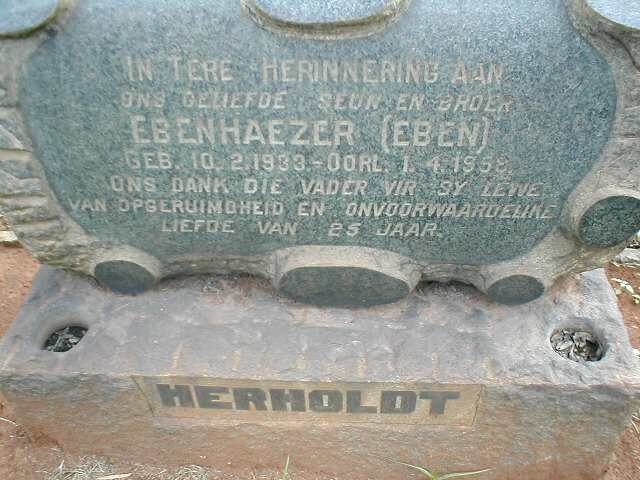 IN TERE HERINNERING AAN
ONS GELIEFDE SEUN EN BROER
EBENHAEZER (EBEN)
GEB. 10.2.1933-OORL. 1.4.1958.
ONS DANK DIE VADER VIR SY LEWE
VAN OPGERUIMDHEID EN ONVOORWAARDELIKE
LIEFDE VAN 25 JAAR.
HERHOLDT